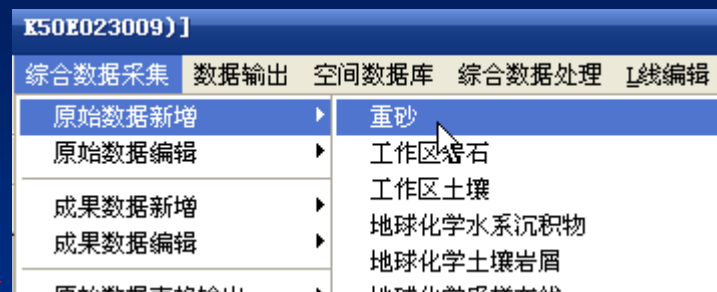 K50E023009)]
综合数据采集 数据输出 空间数据库 综合数据处理 L线编辑
原始数据新增
原始数据编辑
成果数据新增
成果数据编辑
重砂
工作区岩石
工作区土壤
地球化学水系沉积物
地球化学土壤岩屑